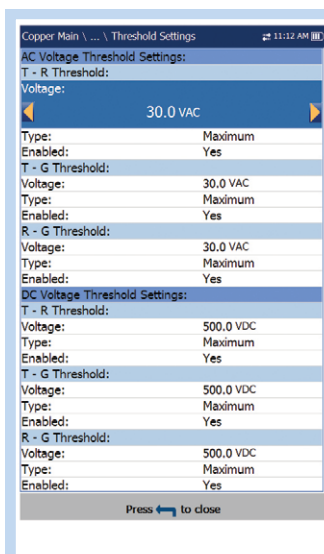 Copper Main \ ... \ Threshold Settings 11:12 AM
AC Voltage Threshold Settings:
T - R Threshold:
Voltage:
30.0 VAC
Type: Maximum
Enabled: Yes
T - G Threshold:
Voltage: 30.0 VAC
Type: Maximum
Enabled: Yes
R - G Threshold:
Voltage: 30.0 VAC
Type: Maximum
Enabled: Yes
DC Voltage Threshold Settings:
T - R Threshold:
Voltage: 500.0 VDC
Type: Maximum
Enabled: Yes
T - G Threshold:
Voltage: 500.0 VDC
Type: Maximum
Enabled: Yes
R - G Threshold:
Voltage: 500.0 VDC
Type: Maximum
Enabled: Yes
Press to close